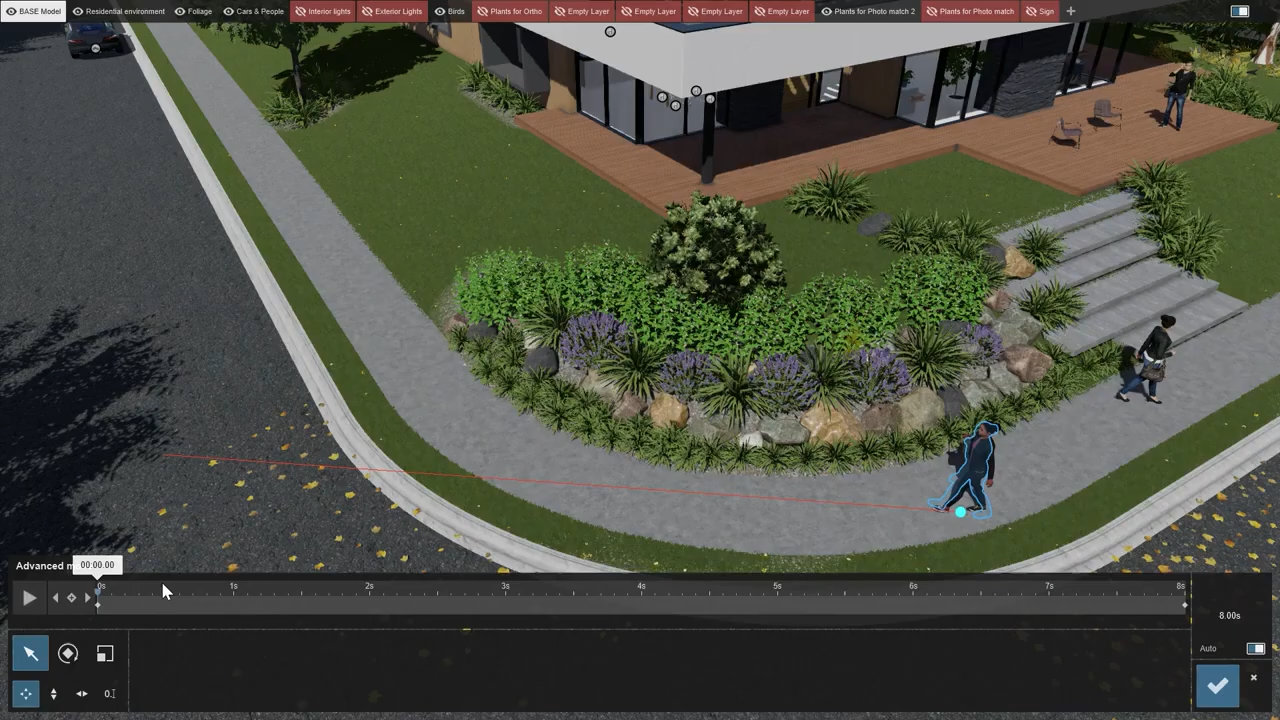 BASE Model Residential environment Foliage Cars & People Interior lights Exterior Lights Birds Plants for Ortho Empty Layer Empty Layer Empty Layer Empty Layer Plants for Photo match 2 Plants for Photo match Sign
Advanced m
00:00.00
0s 1s 2s 3s 4s 5s 6s 7s 8s
8.00s
Auto
0.